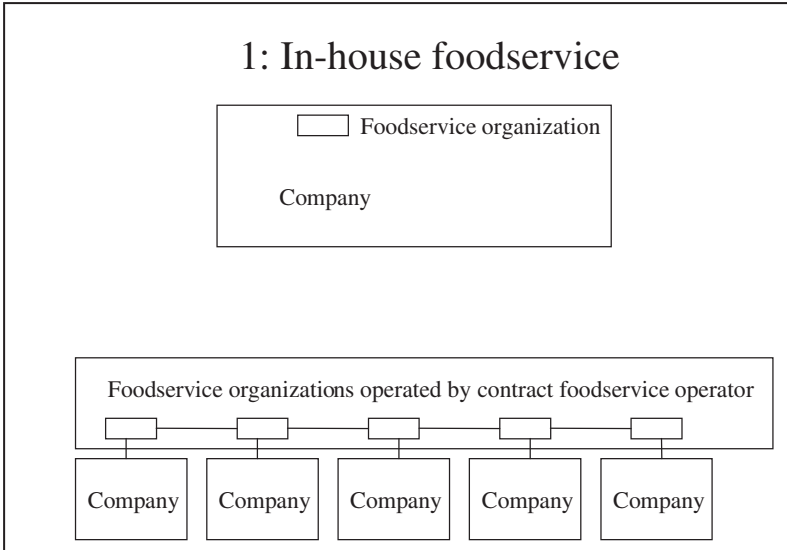 1: In-house foodservice
Foodservice organization
Company
Foodservice organizations operated by contract foodservice operator
Company Company Company Company Company